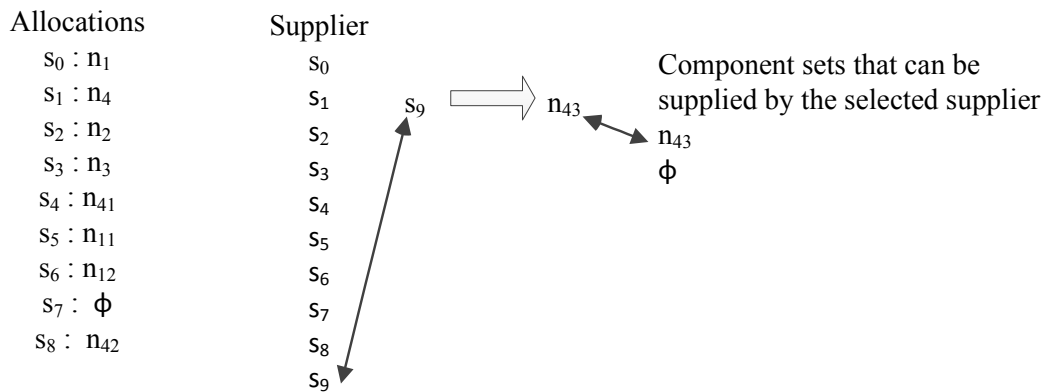 Allocations
s₀ : n₁
s₁ : n₄
s₂ : n₂
s₃ : n₃
s₄ : n₄₁
s₅ : n₁₁
s₆ : n₁₂
s₇ : ϕ
s₈ : n₄₂
Supplier
s₀
s₁
s₂
s₃
s₄
s₅
s₆
s₇
s₈
s₉
s₉
n₄₃
Component sets that can be
supplied by the selected supplier
n₄₃
ϕ